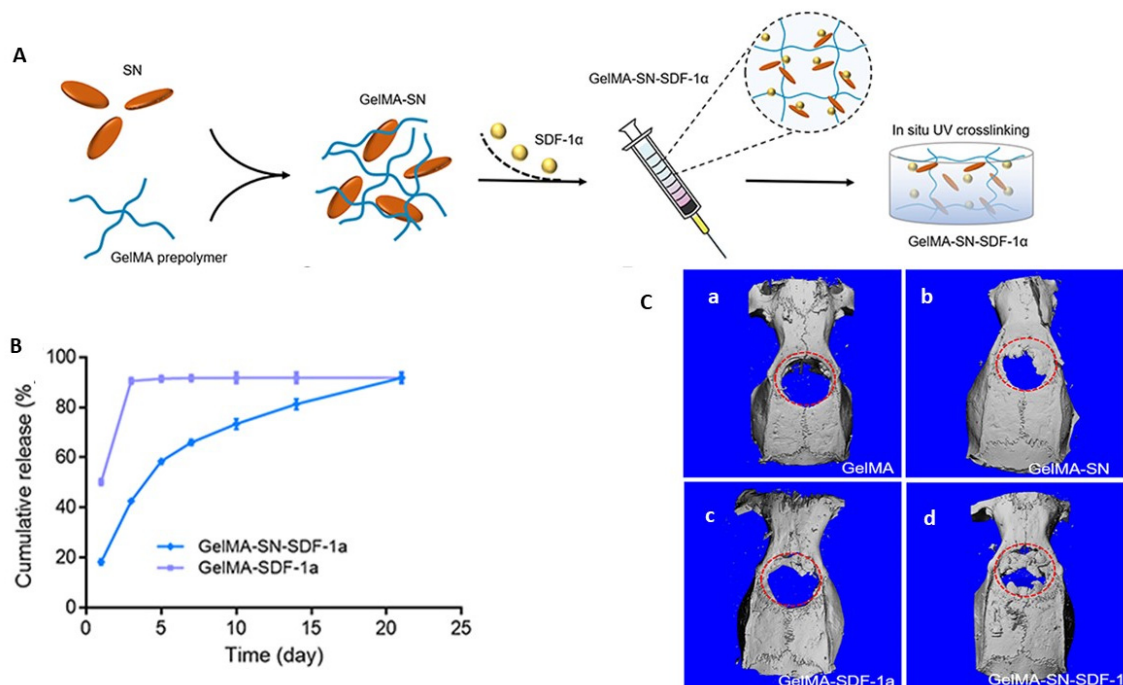 A
SN
GelMA prepolymer
GelMA-SN
SDF-1α
GelMA-SN-SDF-1α
In situ UV crosslinking
GelMA-SN-SDF-1α
B
Cumulative release (%
100
80
60
40
20
0
GelMA-SN-SDF-1a
GelMA-SDF-1a
0
5
10
15
20
25
Time (day)
C
a
GelMA
b
GelMA-SN
c
GelMA-SDF-1a
d
GelMA-SN-SDF-1